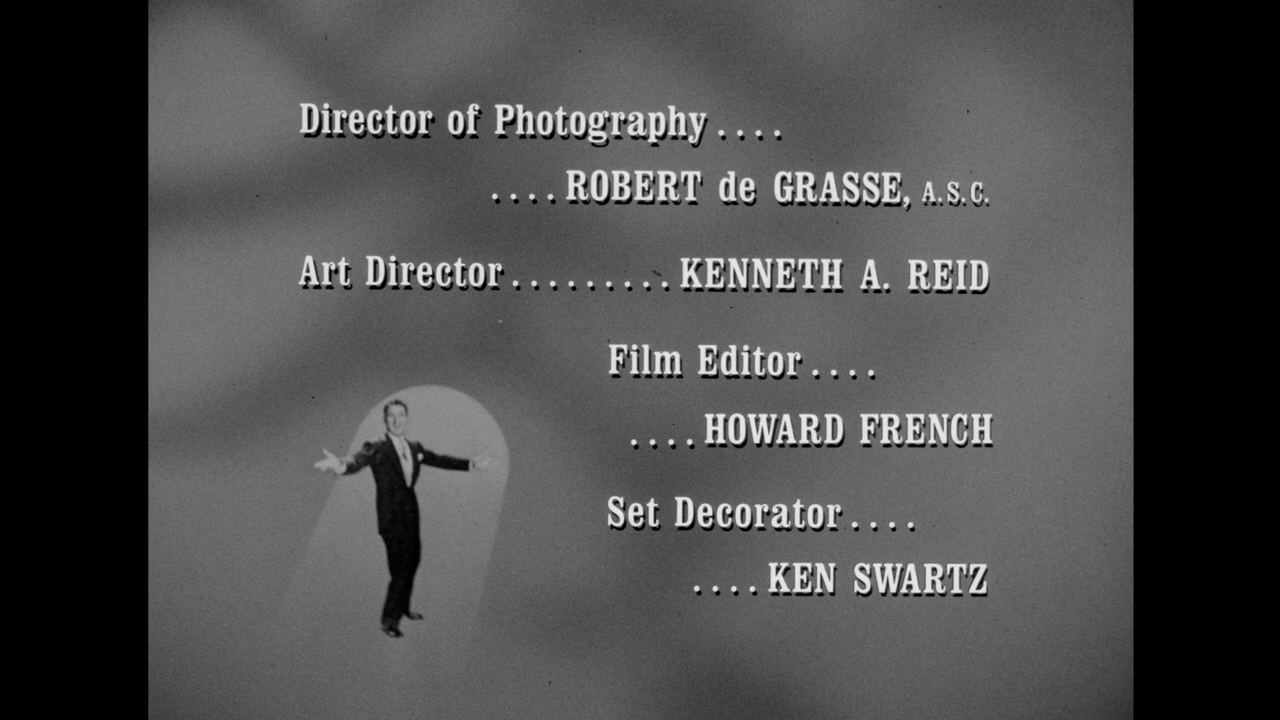 Director of Photography....
....ROBERT de GRASSE, A.S.C.
Art Director.........KENNETH A. REID
Film Editor....
....HOWARD FRENCH
Set Decorator....
....KEN SWARTZ